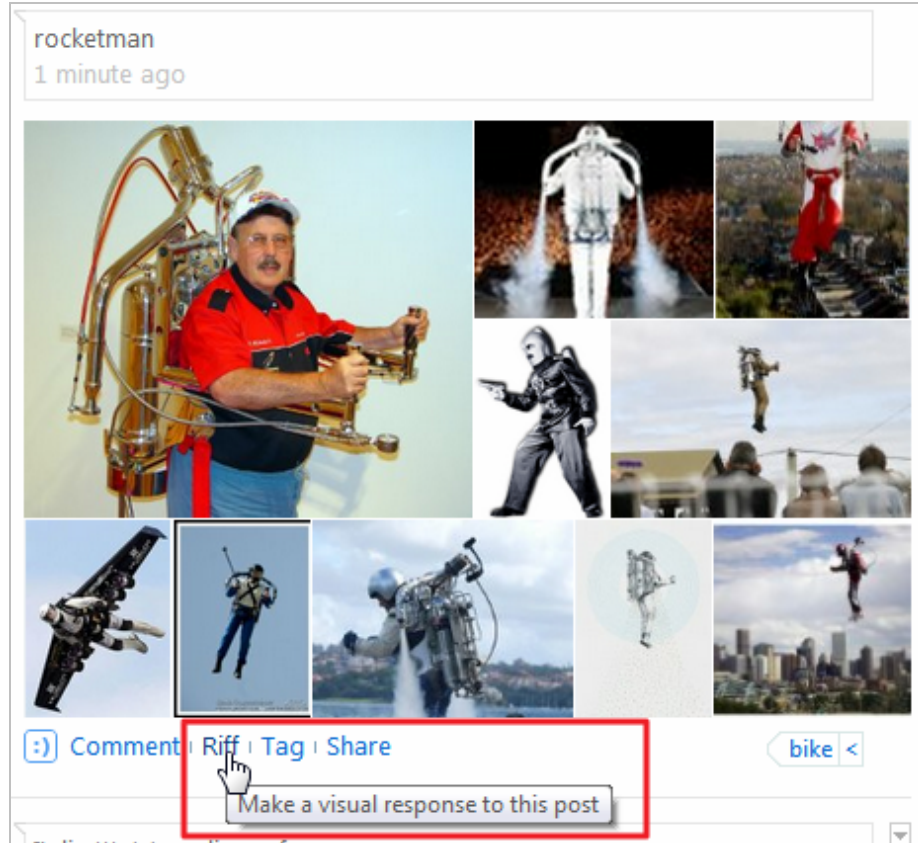 rocketman
1 minute ago
:) Comment Riff Tag Share
bike <
Make a visual response to this post